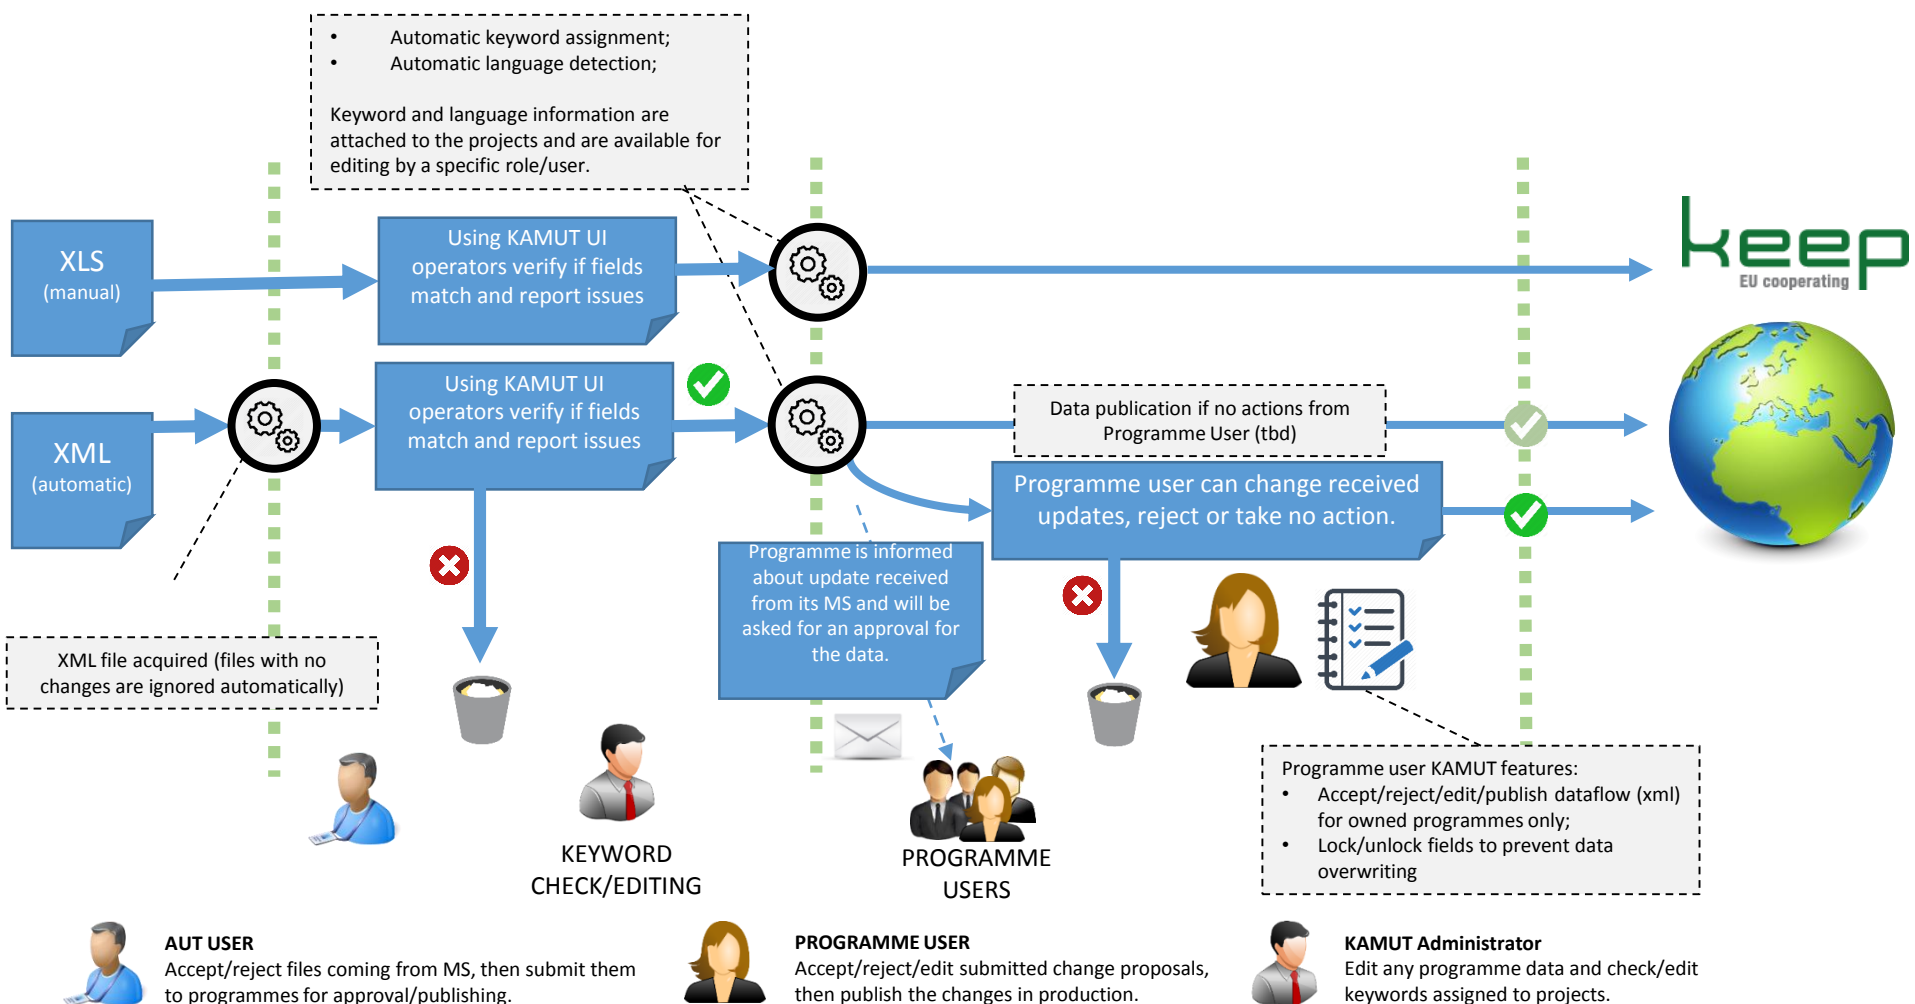 • Automatic keyword assignment;
• Automatic language detection;
Keyword and language information are
attached to the projects and are available for
editing by a specific role/user.
XLS
(manual)
Using KAMUT UI
operators verify if fields
match and report issues
keep
EU cooperating
XML
(automatic)
Using KAMUT UI
operators verify if fields
match and report issues
Data publication if no actions from
Programme User (tbd)
Programme user can change received
updates, reject or take no action.
Programme is informed
about update received
from its MS and will be
asked for an approval for
the data.
XML file acquired (files with no
changes are ignored automatically)
KEYWORD
CHECK/EDITING
PROGRAMME
USERS
Programme user KAMUT features:
• Accept/reject/edit/publish dataflow (xml)
for owned programmes only;
• Lock/unlock fields to prevent data
overwriting
AUT USER
Accept/reject files coming from MS, then submit them
to programmes for approval/publishing.
PROGRAMME USER
Accept/reject/edit submitted change proposals,
then publish the changes in production.
KAMUT Administrator
Edit any programme data and check/edit
keywords assigned to projects.